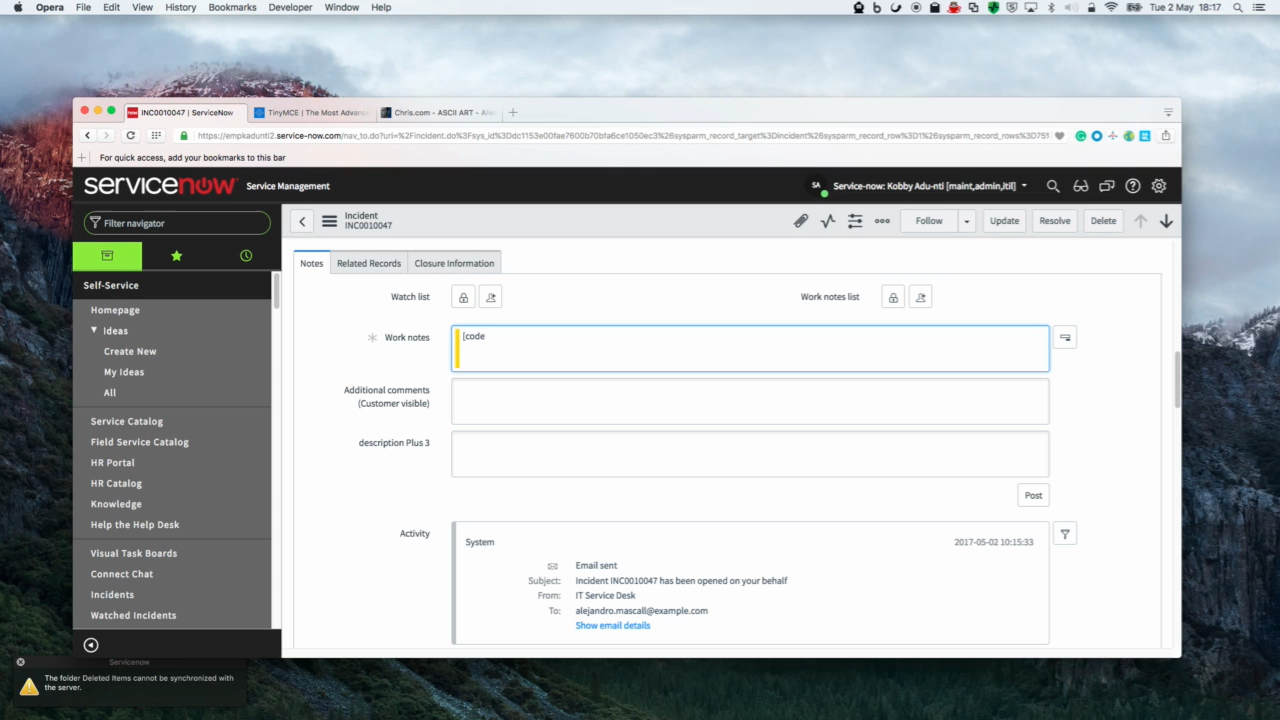 Opera File Edit View History Bookmarks Developer Window Help
Tue 2 May 18:17
INC0010047 | ServiceNow
TinyMCE | The Most Advanc
Chris.com - ASCII ART - Alie
https://empkadunti2.service-now.com/nav_to.do?uri=%2Fincident.do%3Fsys_id%3Ddc1153e00fae7600b70bfa6ce1050ec3%26sysparm_record_target%3Dincident%26sysparm_record_row%3D1%26sysparm_record_rows%3D75
For quick access, add your bookmarks to this bar
servicenow Service Management
SA Service-now: Kobby Adu-nti [maint,admin,itil]
Filter navigator
Incident
INC0010047
Follow
Update
Resolve
Delete
Self-Service
Homepage
Ideas
Create New
My Ideas
All
Service Catalog
Field Service Catalog
HR Portal
HR Catalog
Knowledge
Help the Help Desk
Visual Task Boards
Connect Chat
Incidents
Watched Incidents
Notes
Related Records
Closure Information
Watch list
Work notes list
Work notes
[code
Additional comments
(Customer visible)
description Plus 3
Post
Activity
System
2017-05-02 10:15:33
Email sent
Subject: Incident INC0010047 has been opened on your behalf
From: IT Service Desk
To: alejandro.mascall@example.com
Show email details
Servicenow
The folder Deleted Items cannot be synchronized with
the server.